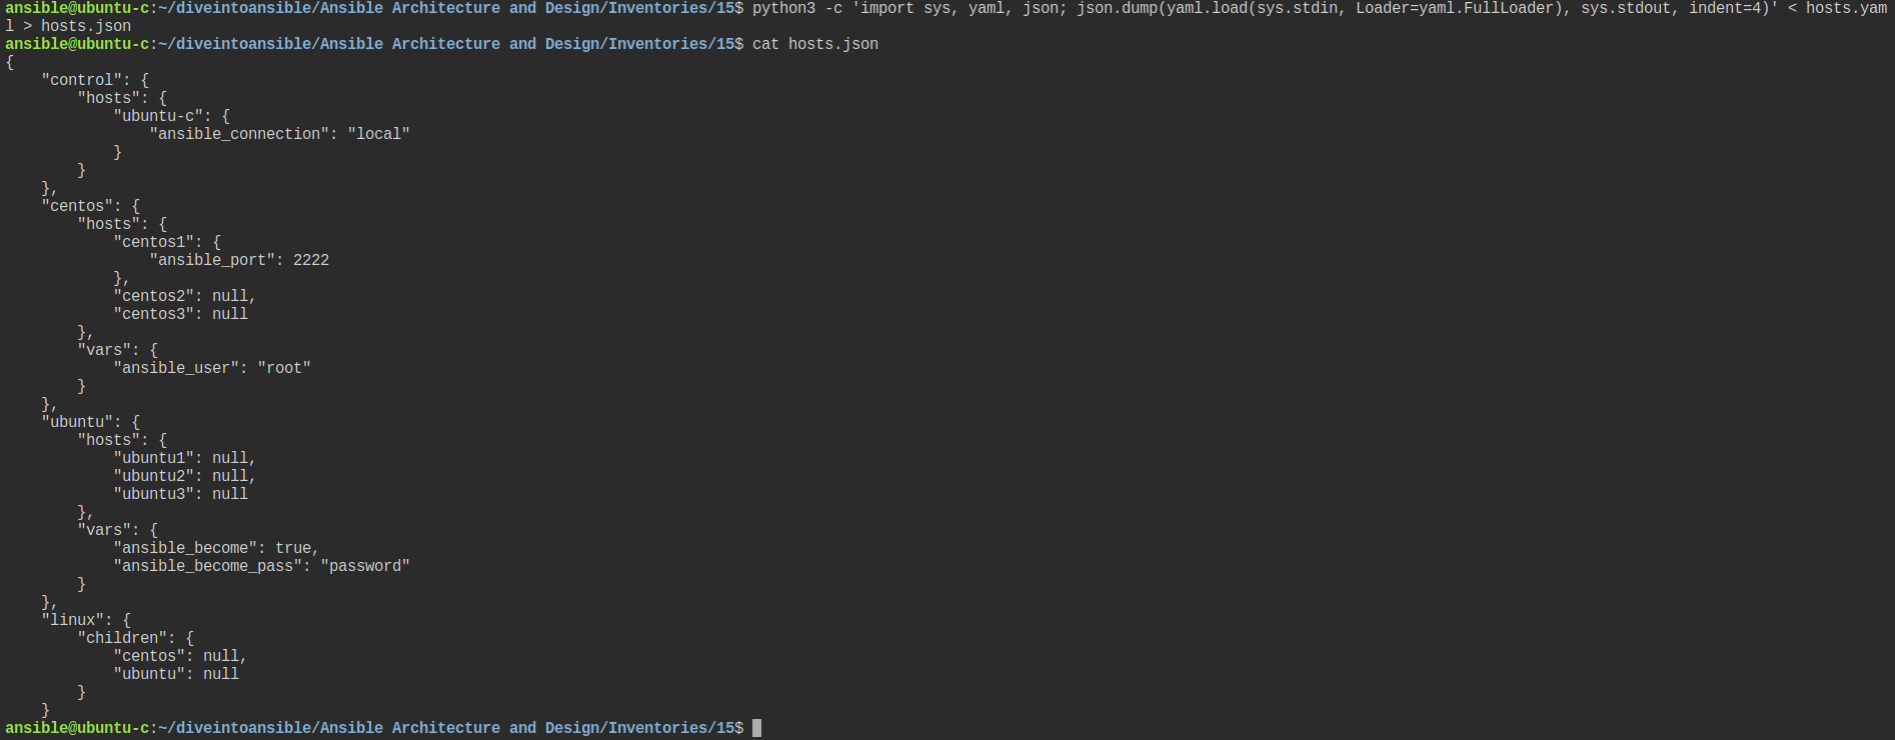 ansible@ubuntu-c:~/diveintoansible/Ansible Architecture and Design/Inventories/15$ python3 -c 'import sys, yaml, json; json.dump(yaml.load(sys.stdin, Loader=yaml.FullLoader), sys.stdout, indent=4)' < hosts.yam
l > hosts.json
ansible@ubuntu-c:~/diveintoansible/Ansible Architecture and Design/Inventories/15$ cat hosts.json
{
    "control": {
        "hosts": {
            "ubuntu-c": {
                "ansible_connection": "local"
            }
        }
    },
    "centos": {
        "hosts": {
            "centos1": {
                "ansible_port": 2222
            },
            "centos2": null,
            "centos3": null
        },
        "vars": {
            "ansible_user": "root"
        }
    },
    "ubuntu": {
        "hosts": {
            "ubuntu1": null,
            "ubuntu2": null,
            "ubuntu3": null
        },
        "vars": {
            "ansible_become": true,
            "ansible_become_pass": "password"
        }
    },
    "linux": {
        "children": {
            "centos": null,
            "ubuntu": null
        }
    }
ansible@ubuntu-c:~/diveintoansible/Ansible Architecture and Design/Inventories/15$